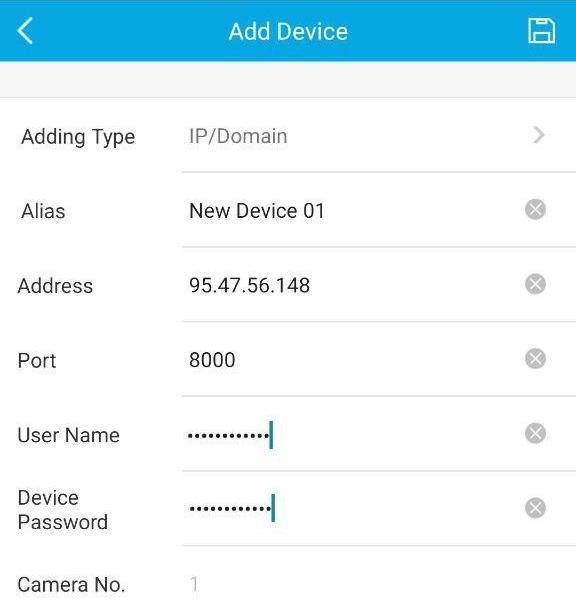 Add Device
Adding Type IP/Domain
Alias New Device 01
Address 95.47.56.148
Port 8000
User Name ••••••••••••
Device
Password ••••••••••••
Camera No. 1